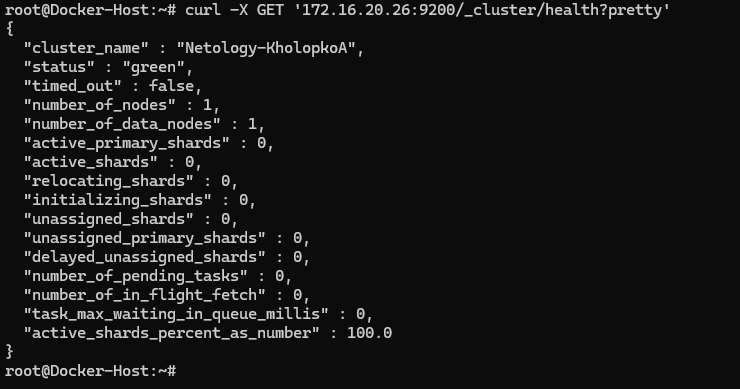 root@Docker-Host:~# curl -X GET '172.16.20.26:9200/_cluster/health?pretty'
{
  "cluster_name" : "Netology-KholopkoA",
  "status" : "green",
  "timed_out" : false,
  "number_of_nodes" : 1,
  "number_of_data_nodes" : 1,
  "active_primary_shards" : 0,
  "active_shards" : 0,
  "relocating_shards" : 0,
  "initializing_shards" : 0,
  "unassigned_shards" : 0,
  "unassigned_primary_shards" : 0,
  "delayed_unassigned_shards" : 0,
  "number_of_pending_tasks" : 0,
  "number_of_in_flight_fetch" : 0,
  "task_max_waiting_in_queue_millis" : 0,
  "active_shards_percent_as_number" : 100.0
}
root@Docker-Host:~#